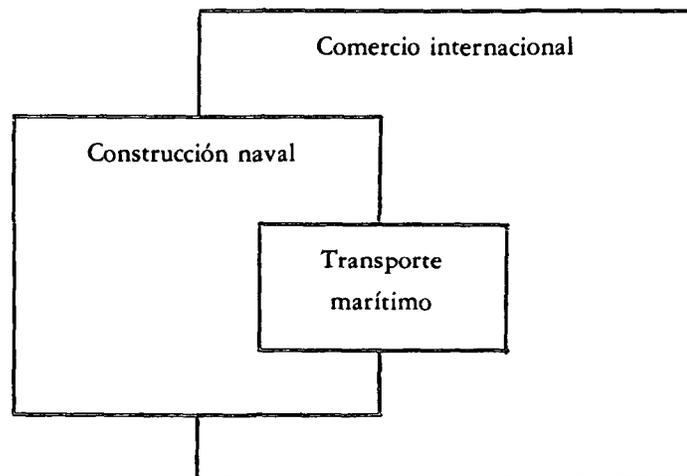 Comercio internacional
Construcción naval
Transporte
marítimo